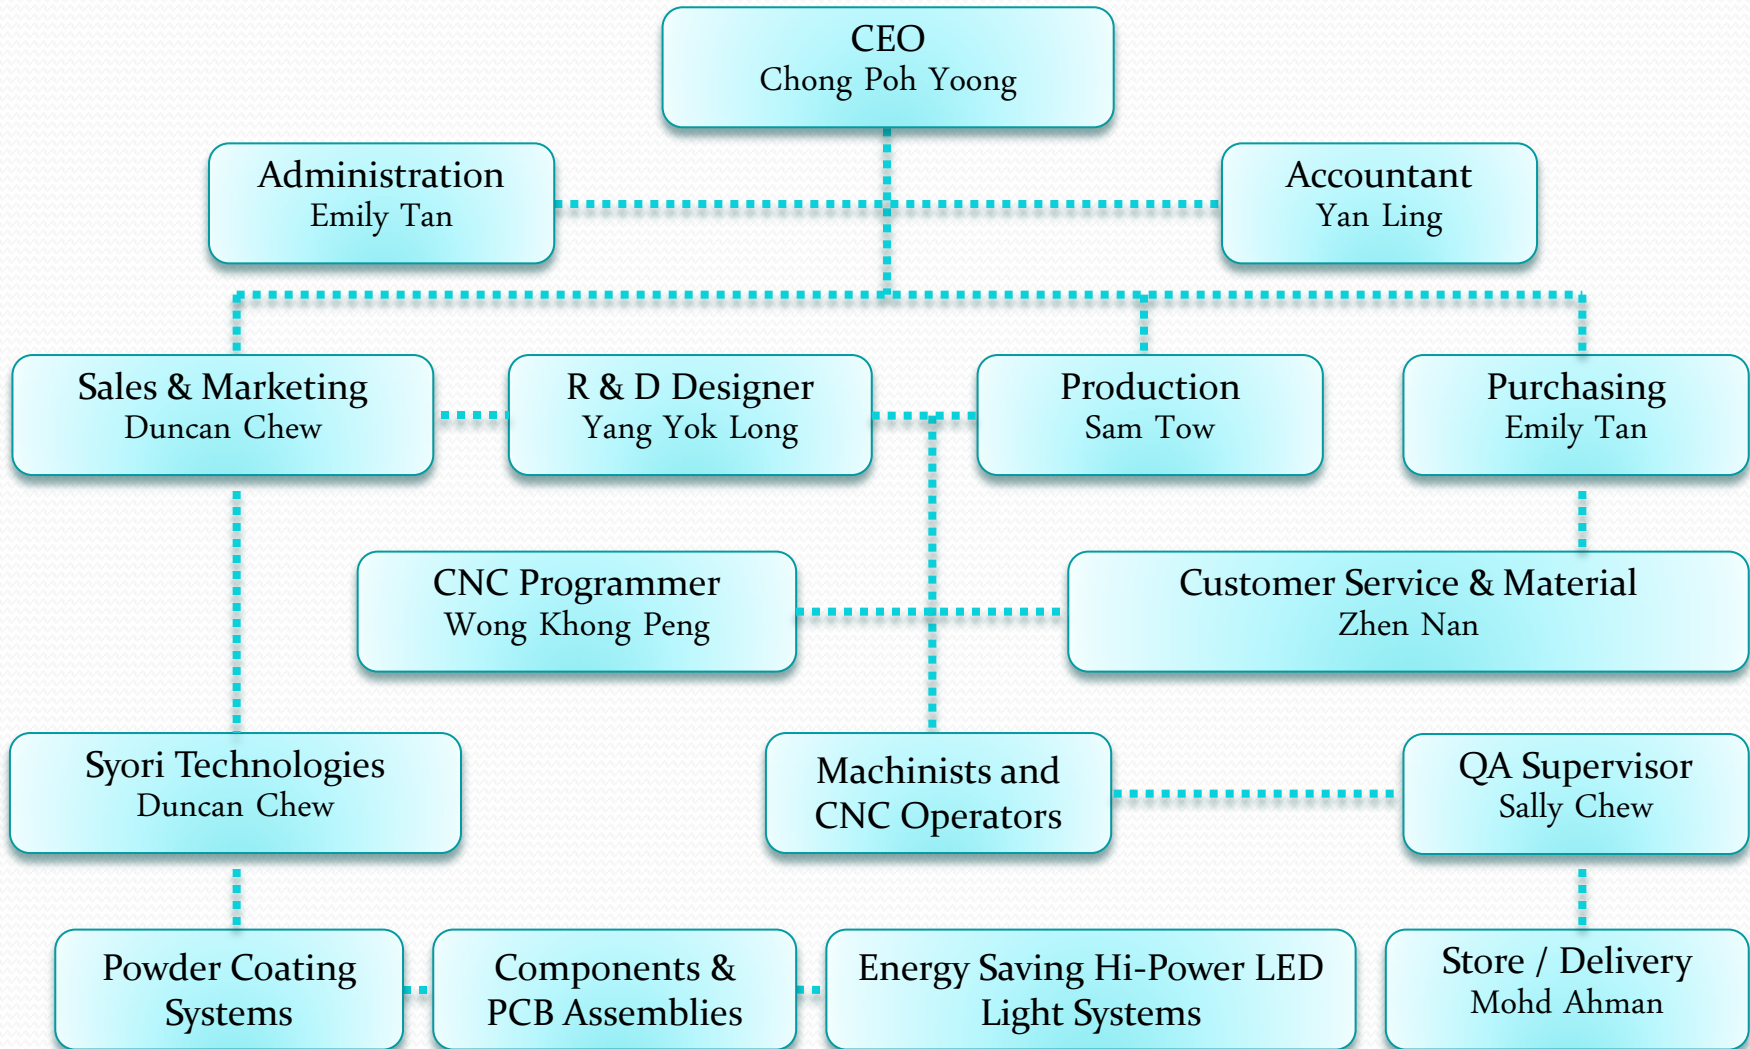 CEO
Chong Poh Yoong
Administration
Emily Tan
Accountant
Yan Ling
Sales & Marketing
Duncan Chew
R & D Designer
Yang Yok Long
Production
Sam Tow
Purchasing
Emily Tan
CNC Programmer
Wong Khong Peng
Customer Service & Material
Zhen Nan
Syori Technologies
Duncan Chew
Machinists and
CNC Operators
QA Supervisor
Sally Chew
Powder Coating
Systems
Components &
PCB Assemblies
Energy Saving Hi-Power LED
Light Systems
Store / Delivery
Mohd Ahman